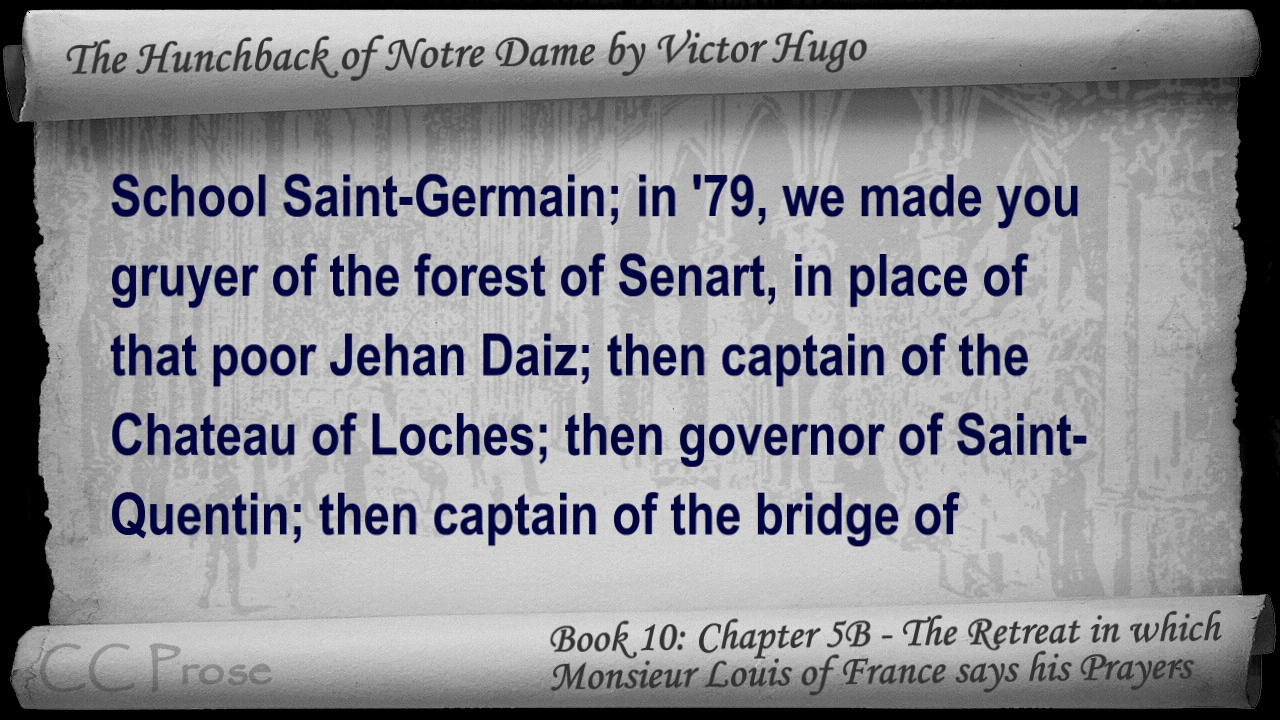 The Hunchback of Notre Dame by Victor Hugo
School Saint-Germain; in '79, we made you
gruyer of the forest of Senart, in place of
that poor Jehan Daiz; then captain of the
Chateau of Loches; then governor of Saint-
Quentin; then captain of the bridge of
CC Prose
Book 10: Chapter 5B - The Retreat in which
Monsieur Louis of France says his Prayers